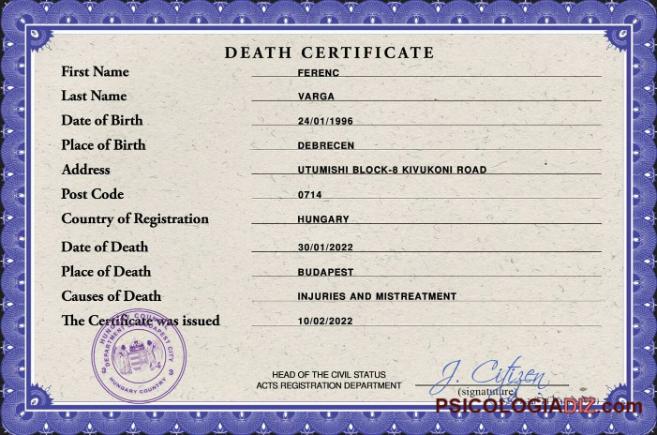 DEATH CERTIFICATE
First Name FERENC
Last Name VARGA
Date of Birth 24/01/1996
Place of Birth DEBRECEN
Address UTUMISHI BLOCK-8 KIVUKONI ROAD
Post Code 0714
Country of Registration HUNGARY
Date of Death 30/01/2022
Place of Death BUDAPEST
Causes of Death INJURIES AND MISTREATMENT
The Certificate was issued 10/02/2022
HUNGARY COUNTRY
DEPARTMENT BUDAPEST CITY
HUNGARY COUNTRY
HEAD OF THE CIVIL STATUS
ACTS REGISTRATION DEPARTMENT
J. Citizen
(signatture)
PSICOLOGIADIZ.com